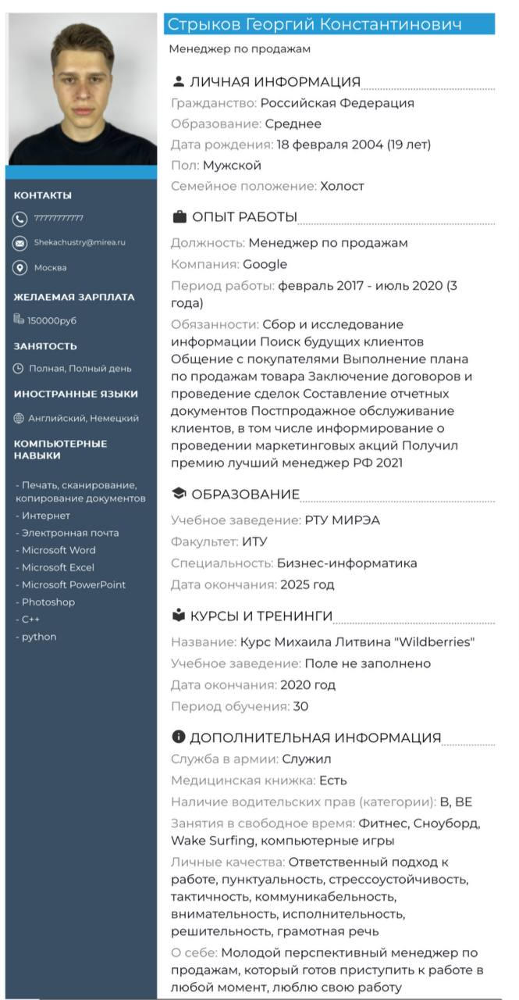 Стрыков Георгий Константинович
Менеджер по продажам
КОНТАКТЫ
77777777777
Shekachustry@mirea.ru
Москва
ЖЕЛАЕМАЯ ЗАРПЛАТА
150000руб
ЗАНЯТОСТЬ
Полная, Полный день
ИНОСТРАННЫЕ ЯЗЫКИ
Английский, Немецкий
КОМПЬЮТЕРНЫЕ
НАВЫКИ
- Печать, сканирование,
копирование документов
- Интернет
- Электронная почта
- Microsoft Word
- Microsoft Excel
- Microsoft PowerPoint
- Photoshop
- C++
- python
ЛИЧНАЯ ИНФОРМАЦИЯ
Гражданство: Российская Федерация
Образование: Среднее
Дата рождения: 18 февраля 2004 (19 лет)
Пол: Мужской
Семейное положение: Холост
ОПЫТ РАБОТЫ
Должность: Менеджер по продажам
Компания: Google
Период работы: февраль 2017 - июль 2020 (3
года)
Обязанности: Сбор и исследование
информации Поиск будущих клиентов
Общение с покупателями Выполнение плана
по продажам товара Заключение договоров и
проведение сделок Составление отчетных
документов Постпродажное обслуживание
клиентов, в том числе информирование о
проведении маркетинговых акций Получил
премию лучший менеджер РФ 2021
ОБРАЗОВАНИЕ
Учебное заведение: РТУ МИРЭА
Факультет: ИТУ
Специальность: Бизнес-информатика
Дата окончания: 2025 год
КУРСЫ И ТРЕНИНГИ
Название: Курс Михаила Литвина "Wildberries"
Учебное заведение: Поле не заполнено
Дата окончания: 2020 год
Период обучения: 30
ДОПОЛНИТЕЛЬНАЯ ИНФОРМАЦИЯ
Служба в армии: Служил
Медицинская книжка: Есть
Наличие водительских прав (категории): B, BE
Занятия в свободное время: Фитнес, Сноуборд,
Wake Surfing, компьютерные игры
Личные качества: Ответственный подход к
работе, пунктуальность, стрессоустойчивость,
тактичность, коммуникабельность,
внимательность, исполнительность,
решительность, грамотная речь
О себе: Молодой перспективный менеджер по
продажам, который готов приступить к работе в
любой момент, люблю свою работу